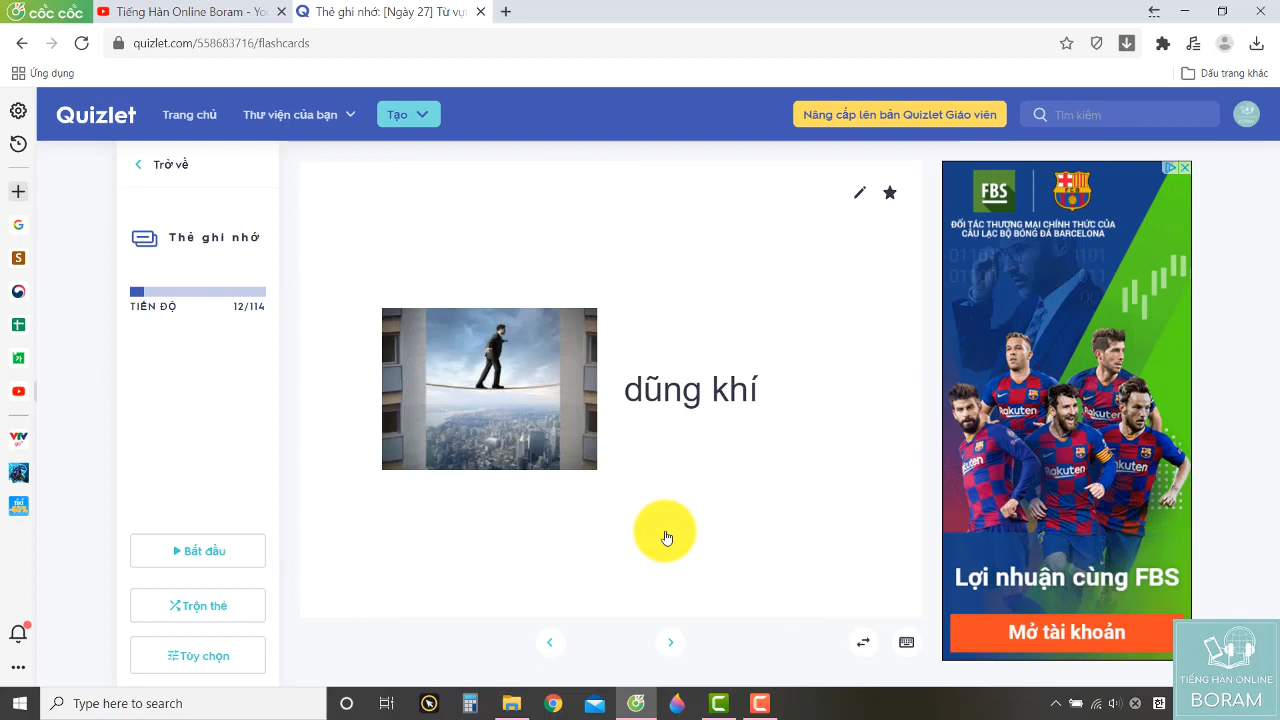 cốc cốc
Tiếng Hàn Online Boram - Yo
Thẻ ghi nhớ: [Ngày 27] Từ vự
quizlet.com/558683716/flashcards
Ứng dụng
Dấu trang khác
Quizlet
Trang chủ
Thư viện của bạn
Tạo
Nâng cấp lên bản Quizlet Giáo viên
Tìm kiếm
Trở về
Thẻ ghi nhớ
TIẾN ĐỘ
12/114
Bắt đầu
Trộn thẻ
Tùy chọn
dũng khí
FBS
ĐỐI TÁC THƯƠNG MẠI CHÍNH THỨC CỦA
CÂU LẠC BỘ BÓNG ĐÁ BARCELONA
Rakuten
Rakuten
Rakuten
Rakuten
Lợi nhuận cùng FBS
Mở tài khoản
TIẾNG HÀN ONLINE
BORAM
Type here to search